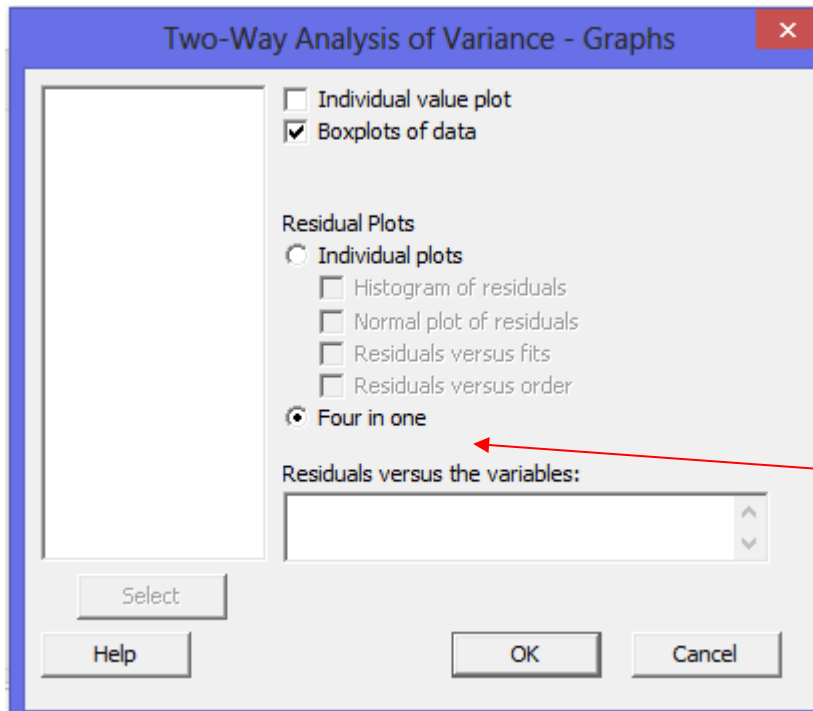 Two-Way Analysis of Variance - Graphs
Individual value plot
Boxplots of data
Residual Plots
Individual plots
Histogram of residuals
Normal plot of residuals
Residuals versus fits
Residuals versus order
Four in one
Residuals versus the variables:
Select
Help
OK
Cancel